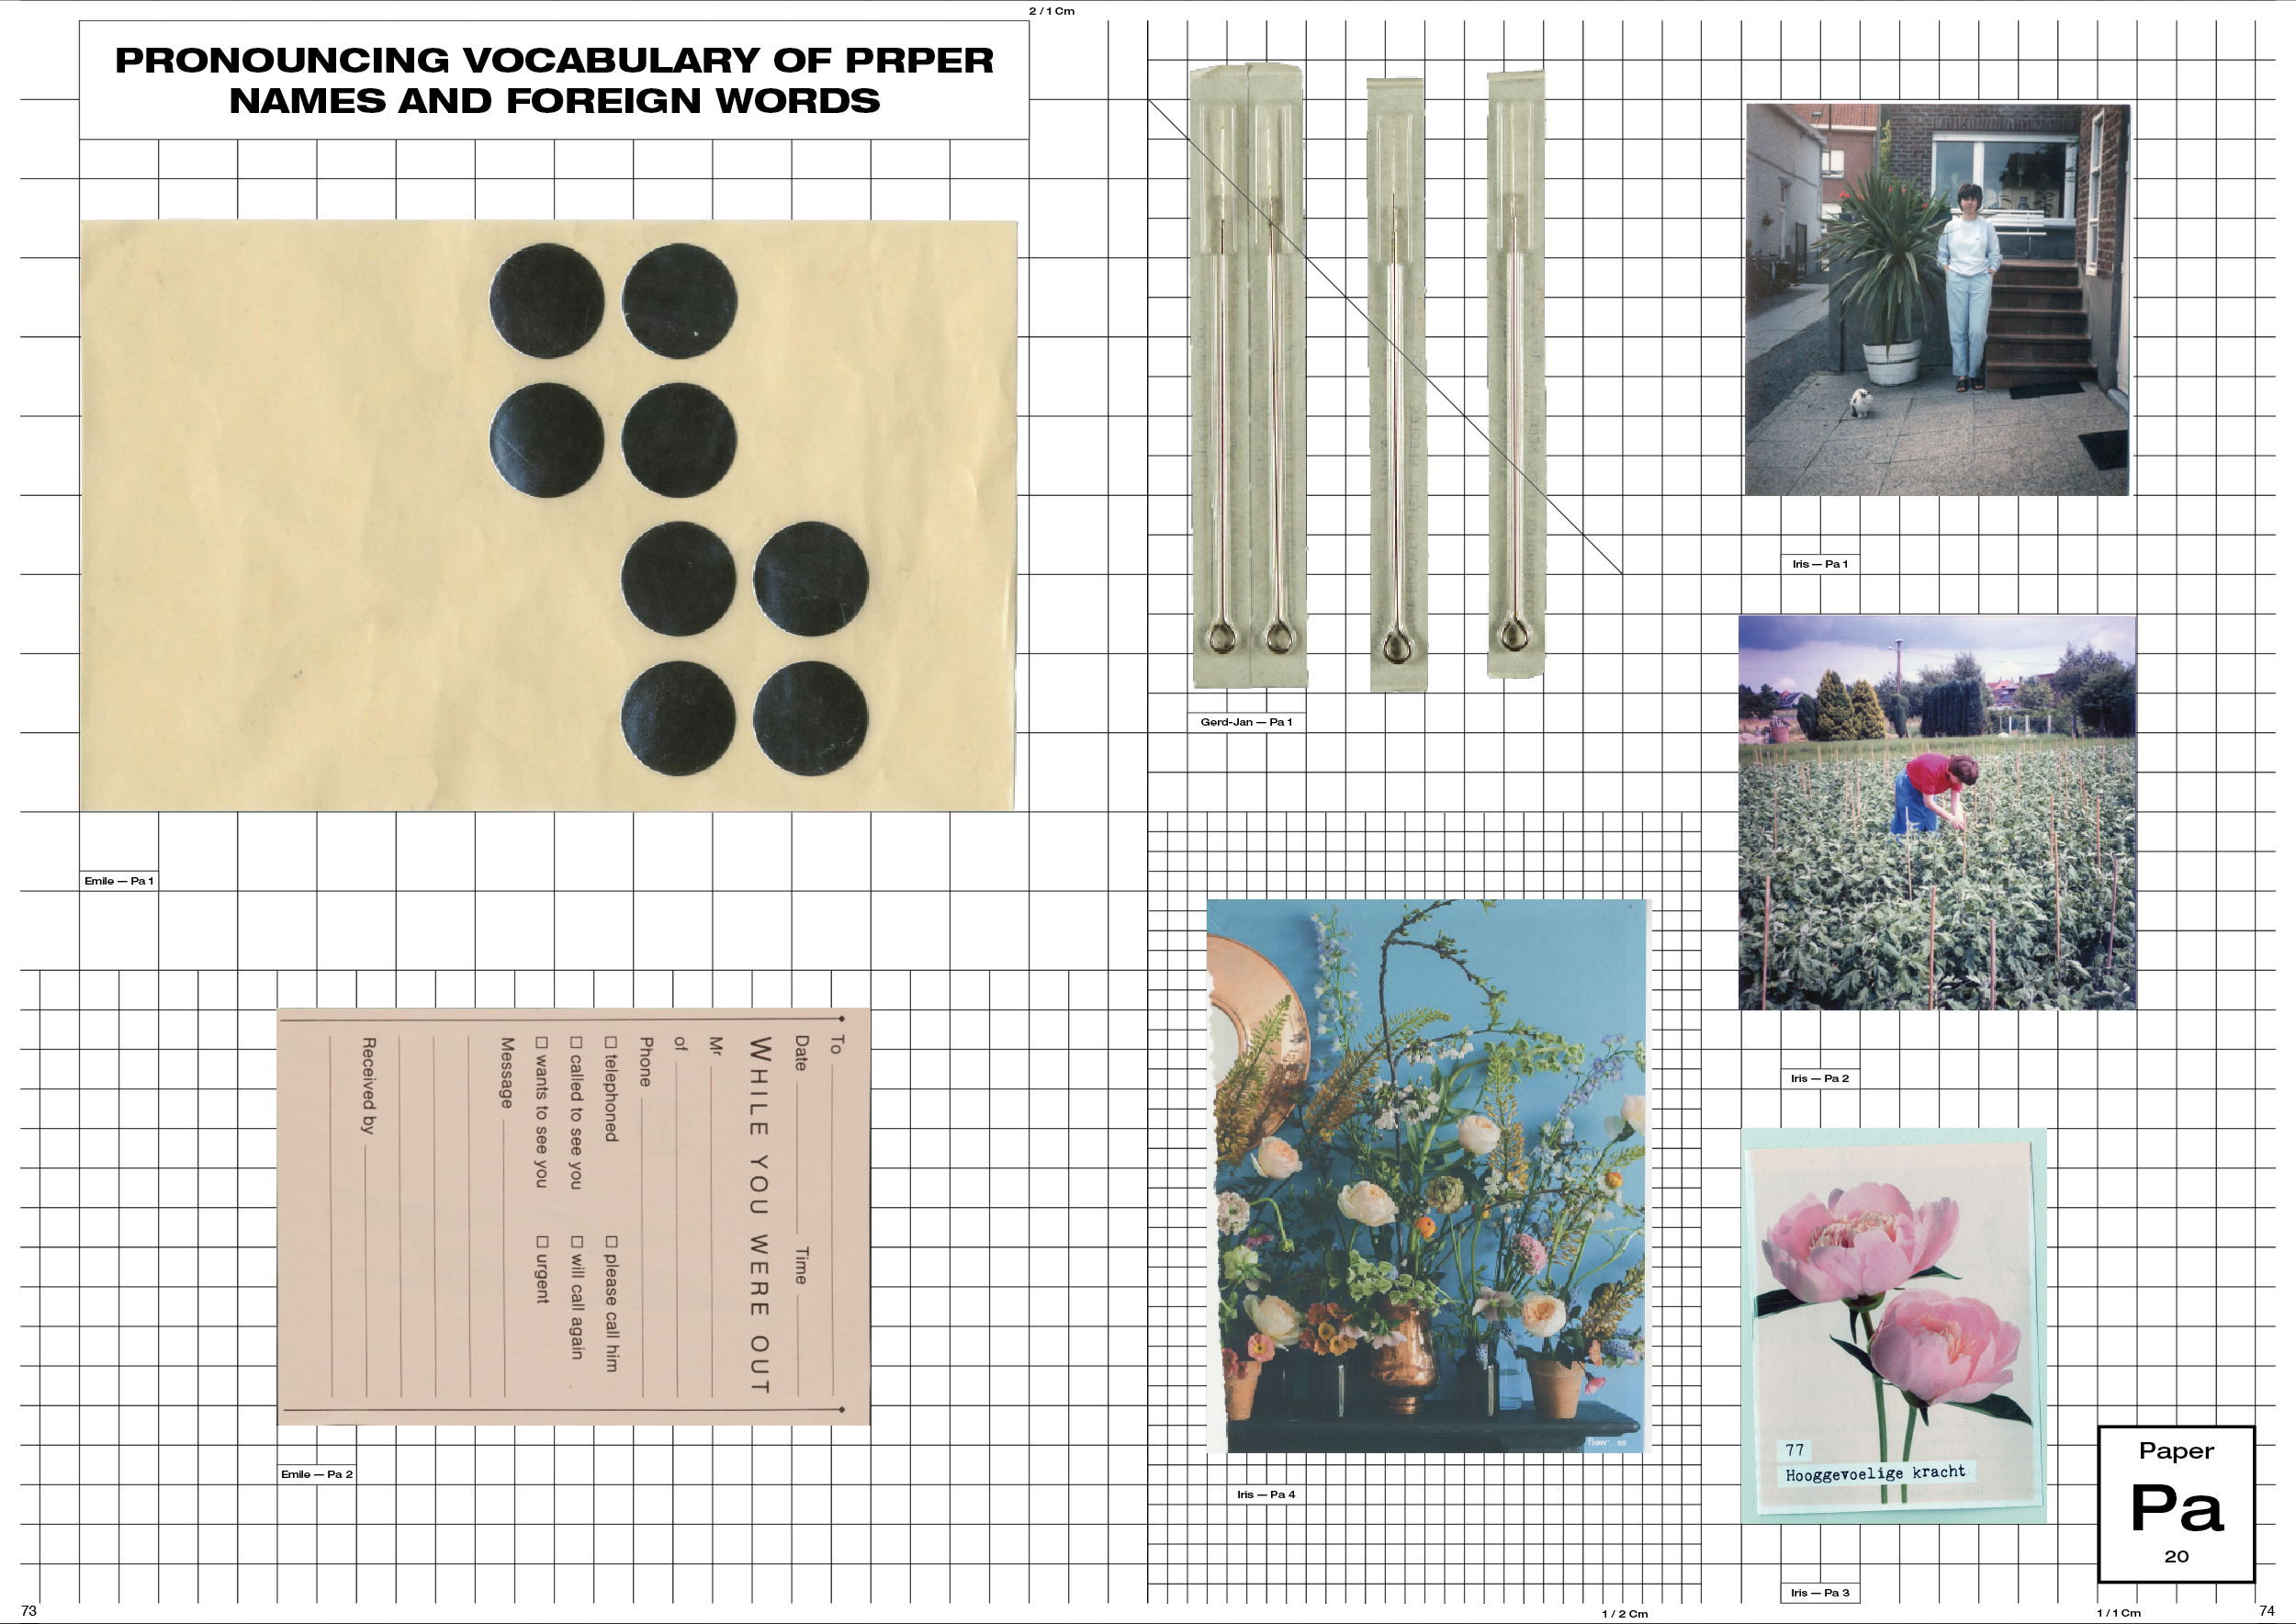 2 / 1 Cm
PRONOUNCING VOCABULARY OF PRPER
NAMES AND FOREIGN WORDS
Emile — Pa 1
To
Date Time
WHILE YOU WERE OUT
Mr
of
Phone
telephoned please call him
called to see you will call again
wants to see you urgent
Message
Received by
Emile — Pa 2
73
Gerd-Jan — Pa 1
Iris — Pa 4
1 / 2 Cm
Iris — Pa 1
Iris — Pa 2
77
Hooggevoelige kracht
Iris — Pa 3
Paper
Pa
20
1 / 1 Cm
74